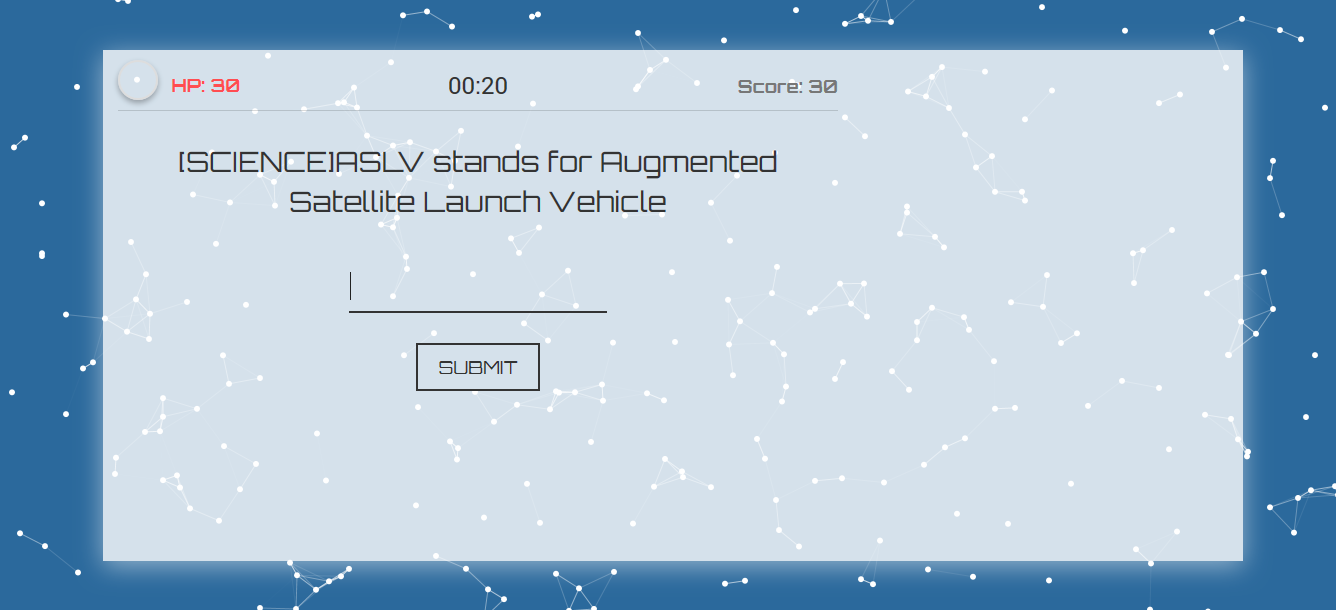 HP: 30
00:20
Score: 30
[SCIENCE]ASLV stands for Augmented
Satellite Launch Vehicle
SUBMIT